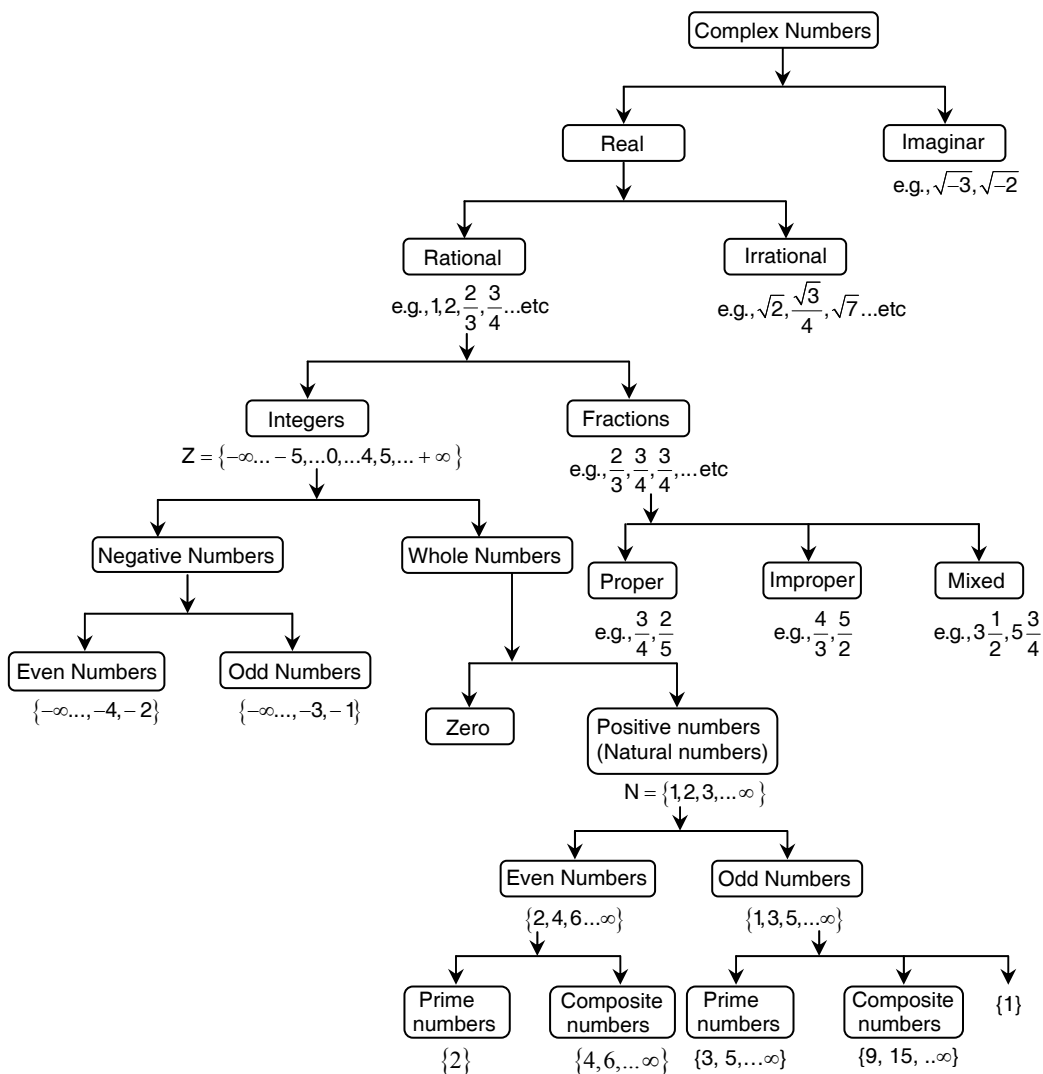 Complex Numbers
Real
Imaginar
e.g., √-3, √-2
Rational
Irrational
e.g., 1, 2, 2/3, 3/4 ...etc
e.g., √2, √3/4, √7 ...etc
Integers
Fractions
Z = {-∞... - 5,...0,...4,5,... + ∞}
e.g., 2/3, 3/4, 3/4, ... etc
Negative Numbers
Whole Numbers
Proper
Improper
Mixed
e.g., 3/4, 2/5
e.g., 4/3, 5/2
e.g., 3 1/2, 5 3/4
Even Numbers
Odd Numbers
{-∞..., -4, -2}
{-∞..., -3, -1}
Zero
Positive numbers
(Natural numbers)
N = {1,2,3,...∞}
Even Numbers
Odd Numbers
{2,4,6...∞}
{1,3,5,...∞}
Prime
numbers
Composite
numbers
Prime
numbers
Composite
numbers
{1}
{2}
{4,6,...∞}
{3, 5,...∞}
{9, 15, ..∞}